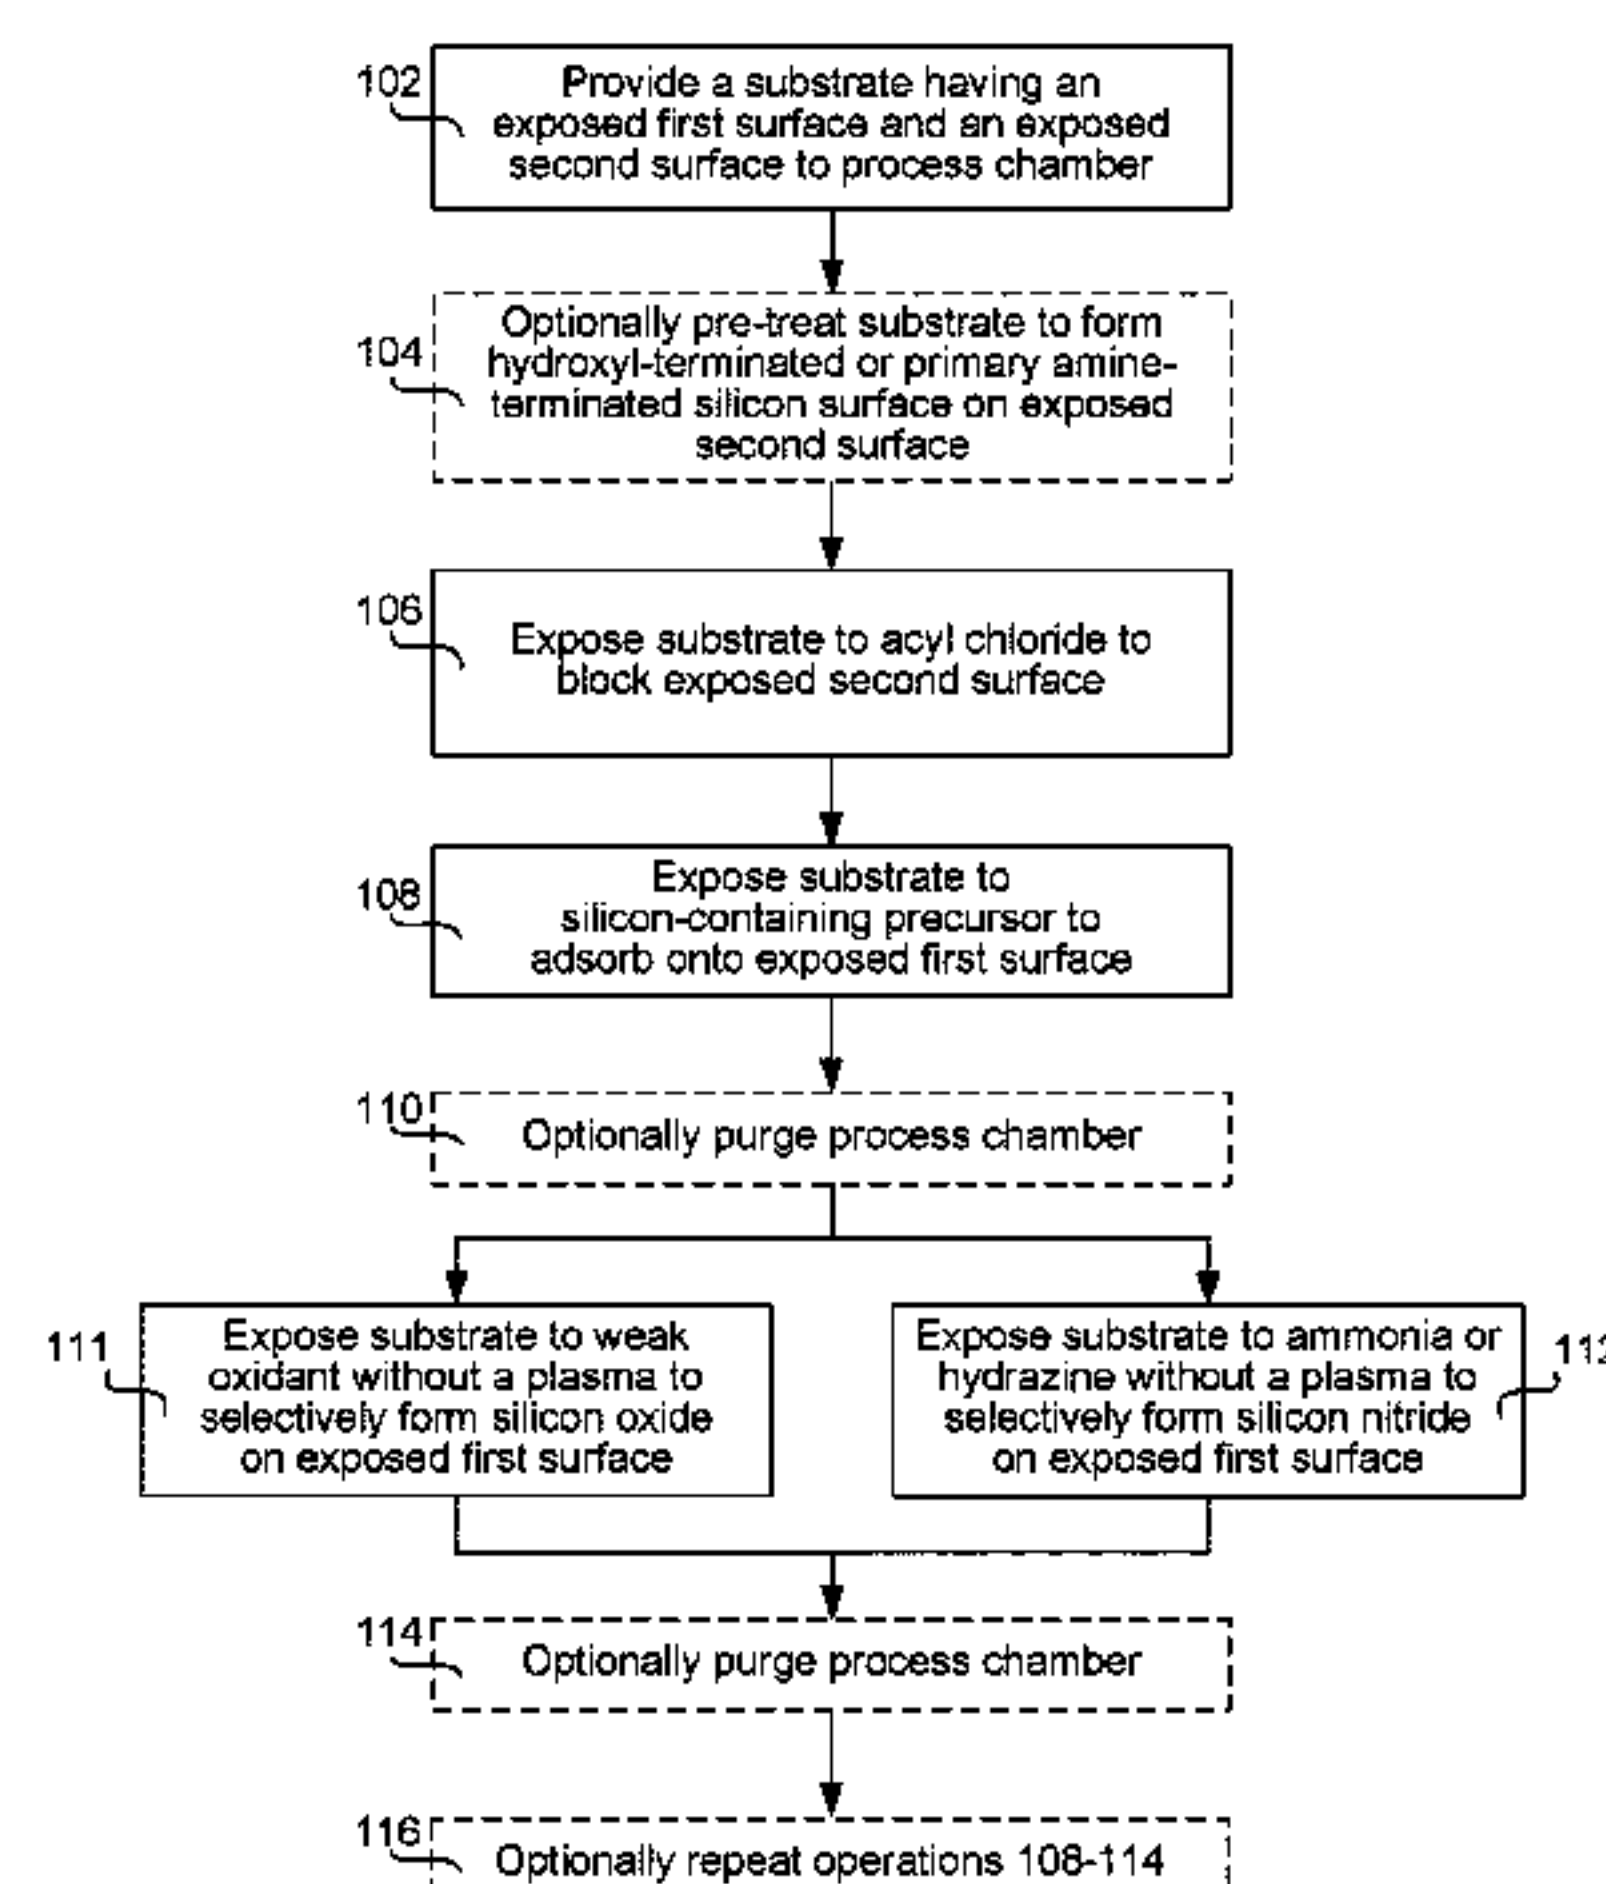 102
Provide a substrate having an
exposed first surface and an exposed
second surface to process chamber
104
Optionally pre-treat substrate to form
hydroxyl-terminated or primary amine-
terminated silicon surface on exposed
second surface
106
Expose substrate to acyl chloride to
block exposed second surface
108
Expose substrate to
silicon-containing precursor to
adsorb onto exposed first surface
110
Optionally purge process chamber
111
Expose substrate to weak
oxidant without a plasma to
selectively form silicon oxide
on exposed first surface
Expose substrate to ammonia or
hydrazine without a plasma to
selectively form silicon nitride
on exposed first surface
114
Optionally purge process chamber
116
Optionally repeat operations 108-114